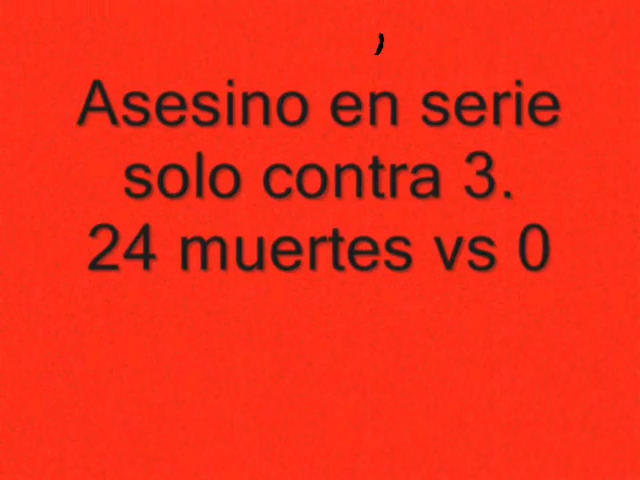 Asesino en serie
solo contra 3.
24 muertes vs 0